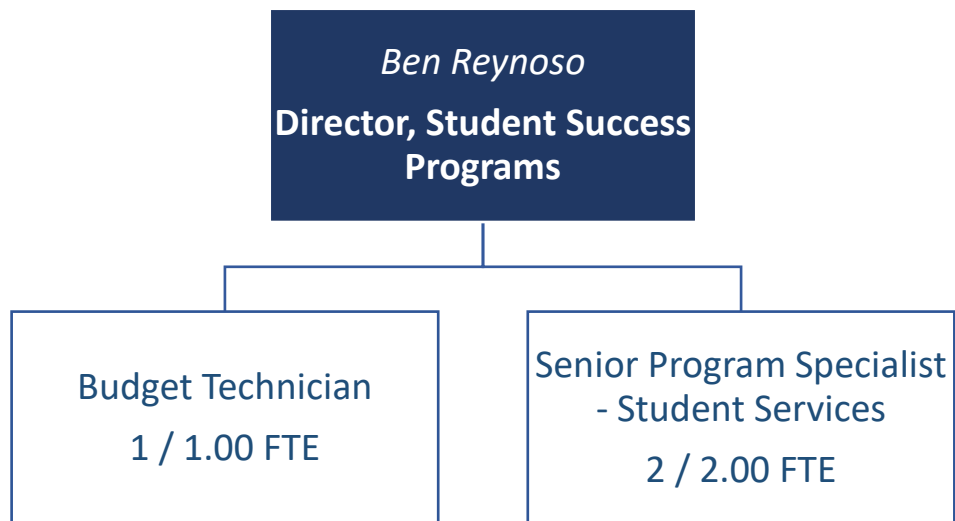 Ben Reynoso
Director, Student Success
Programs
Budget Technician
1 / 1.00 FTE
Senior Program Specialist
- Student Services
2 / 2.00 FTE